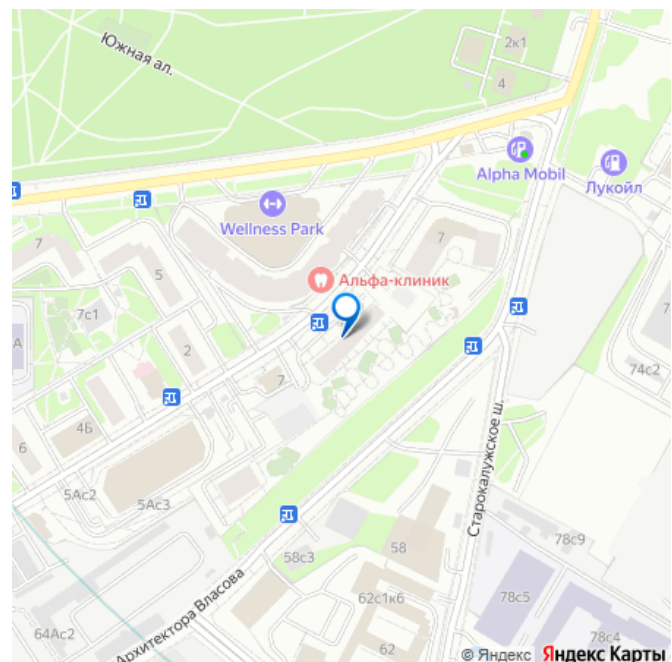 Южная ал.
2к1
4
Alpha Mobil
Лукойл
Wellness Park
7
7
5
Альфа-клиник
7с1
А
2
7
74с2
4Б
6
5Ас2
5Ас3
Старокалужское ш.
58с3
58
78с9
62с1к6
78с5
64Ас2
Архитектора Власова
62
78с4
© Яндекс Яндекс Карты